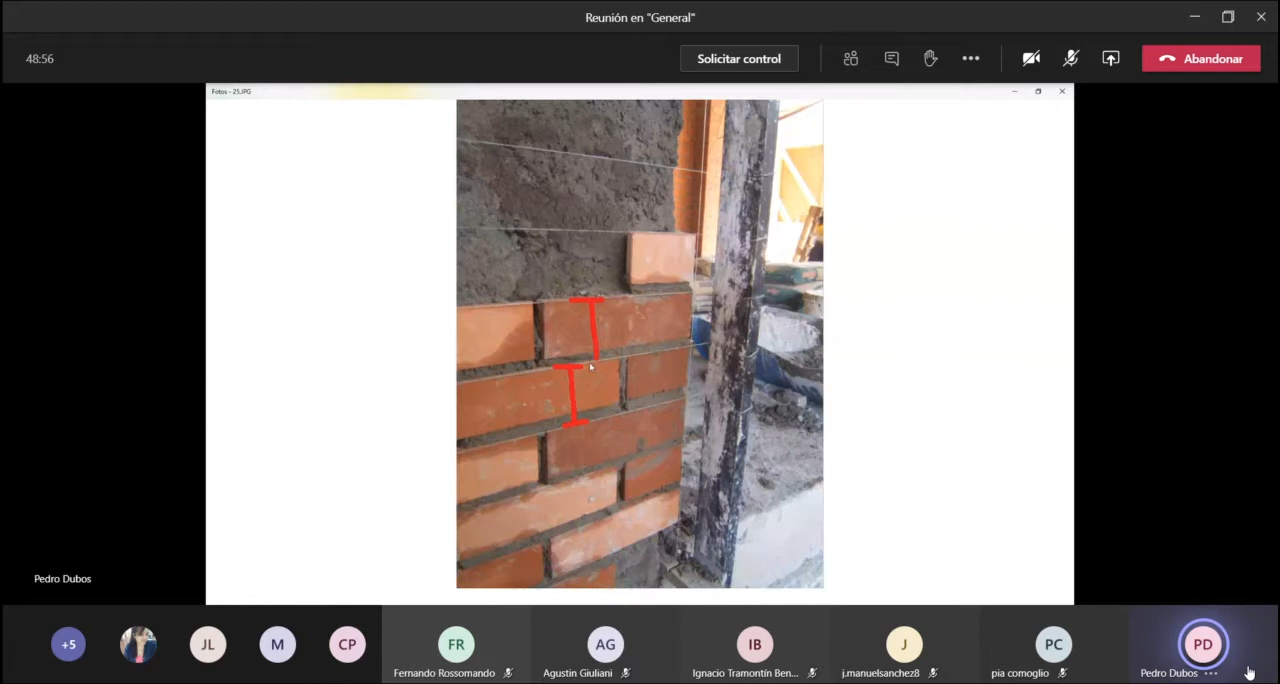 Reunión en "General"
48:56
Solicitar control
Abandonar
Fotos - 25.JPG
Pedro Dubos
+5
JL
M
CP
FR
AG
IB
J
PC
PD
Fernando Rossomando
Agustin Giuliani
Ignacio Tramontín Ben...
j.manuelsanchez8
pia comoglio
Pedro Dubos